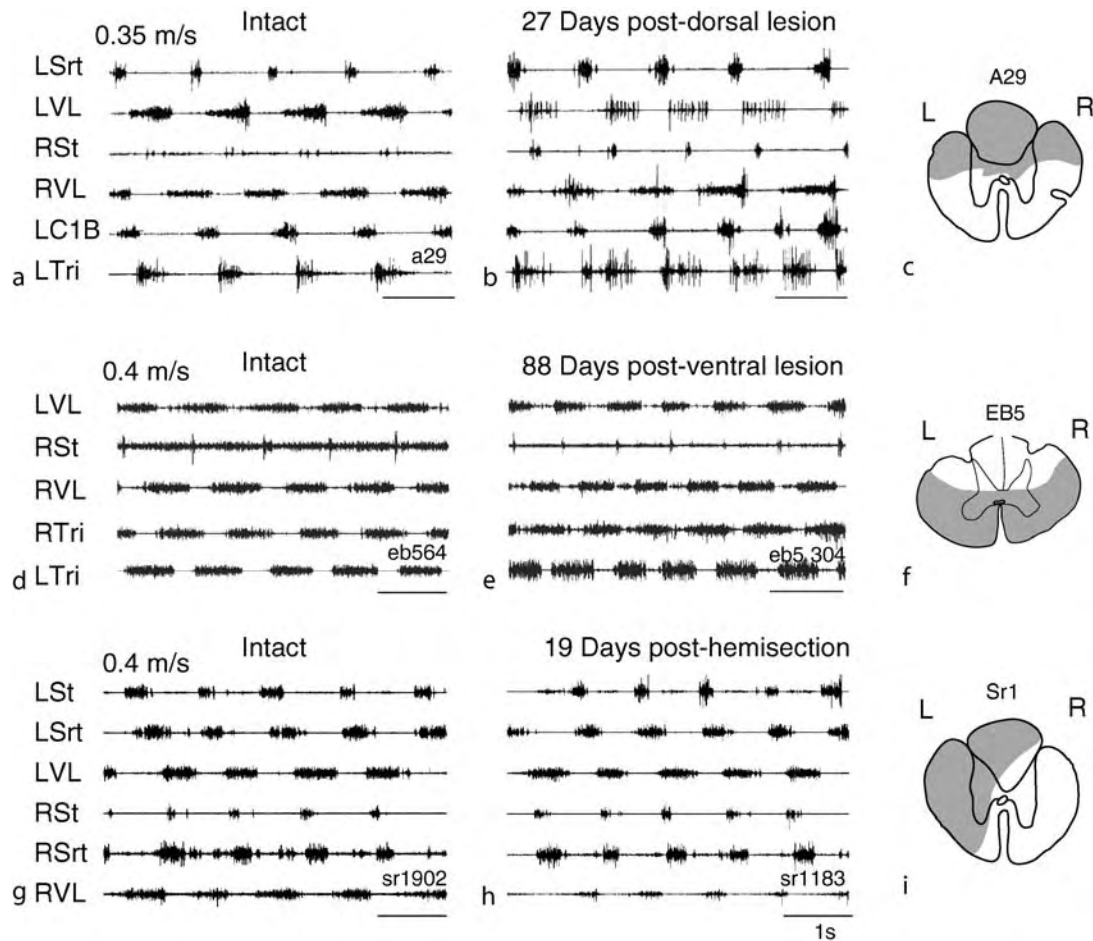 Intact
0.35 m/s
LSrt
LVL
RSt
RVL
LC1B
a29
a LTri
27 Days post-dorsal lesion
b
A29
L R
c
Intact
0.4 m/s
LVL
RSt
RVL
RTri
eb564
d LTri
88 Days post-ventral lesion
eb5,304
e
EB5
L R
f
Intact
0.4 m/s
LSt
LSrt
LVL
RSt
RSrt
sr1902
g RVL
19 Days post-hemisection
sr1183
h
1s
Sr1
L R
i